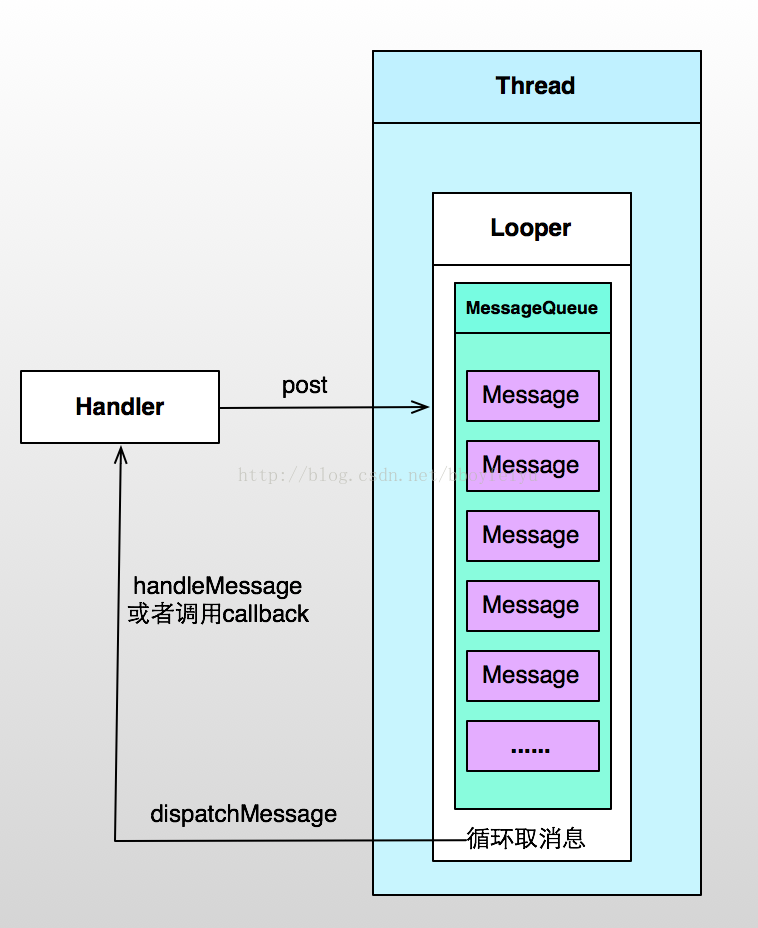 Thread
Looper
MessageQueue
Handler
post
Message
Message
Message
Message
Message
......
handleMessage
或者调用callback
dispatchMessage
循环取消息